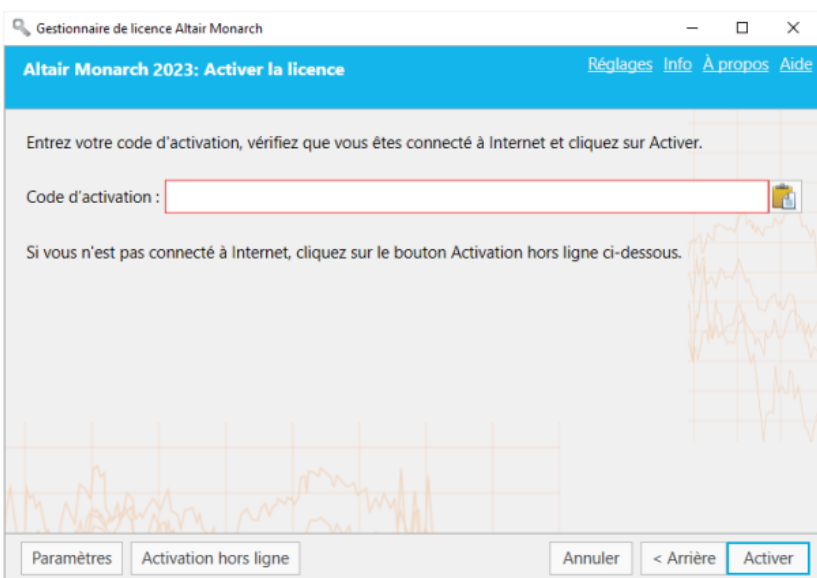 Gestionnaire de licence Altair Monarch
Altair Monarch 2023: Activer la licence
Réglages Info À propos Aide
Entrez votre code d'activation, vérifiez que vous êtes connecté à Internet et cliquez sur Activer.
Code d'activation :
Si vous n'est pas connecté à Internet, cliquez sur le bouton Activation hors ligne ci-dessous.
Paramètres Activation hors ligne Annuler < Arrière Activer